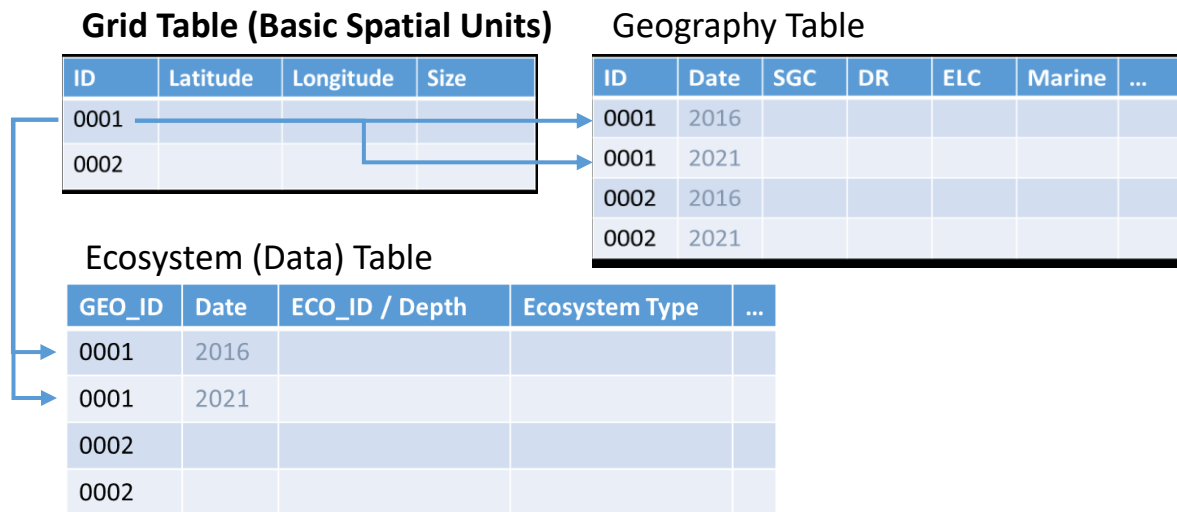 Grid Table (Basic Spatial Units)
ID Latitude Longitude Size
0001
0002
Geography Table
ID Date SGC DR ELC Marine ...
0001 2016
0001 2021
0002 2016
0002 2021
Ecosystem (Data) Table
GEO_ID Date ECO_ID / Depth Ecosystem Type ...
0001 2016
0001 2021
0002
0002